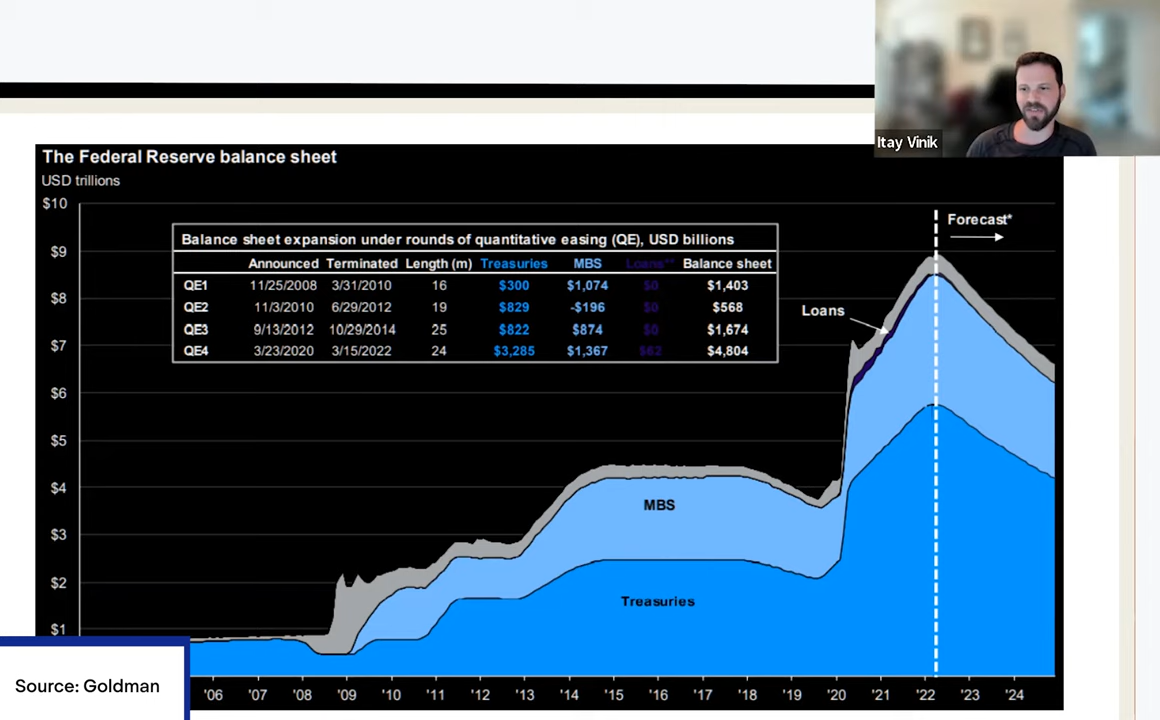 Itay Vinik
The Federal Reserve balance sheet
USD trillions
$10
Forecast*
$9
Balance sheet expansion under rounds of quantitative easing (QE), USD billions
Announced Terminated Length (m) Treasuries MBS Loans** Balance sheet
QE1 11/25/2008 3/31/2010 16 $300 $1,074 $0 $1,403
QE2 11/3/2010 6/29/2012 19 $829 -$196 $0 $568
QE3 9/13/2012 10/29/2014 25 $822 $874 $0 $1,674
QE4 3/23/2020 3/15/2022 24 $3,285 $1,367 $62 $4,804
$8
Loans
$7
$6
$5
$4
MBS
$3
$2
Treasuries
$1
Source: Goldman
'06 '07 '08 '09 '10 '11 '12 '13 '14 '15 '16 '17 '18 '19 '20 '21 '22 '23 '24